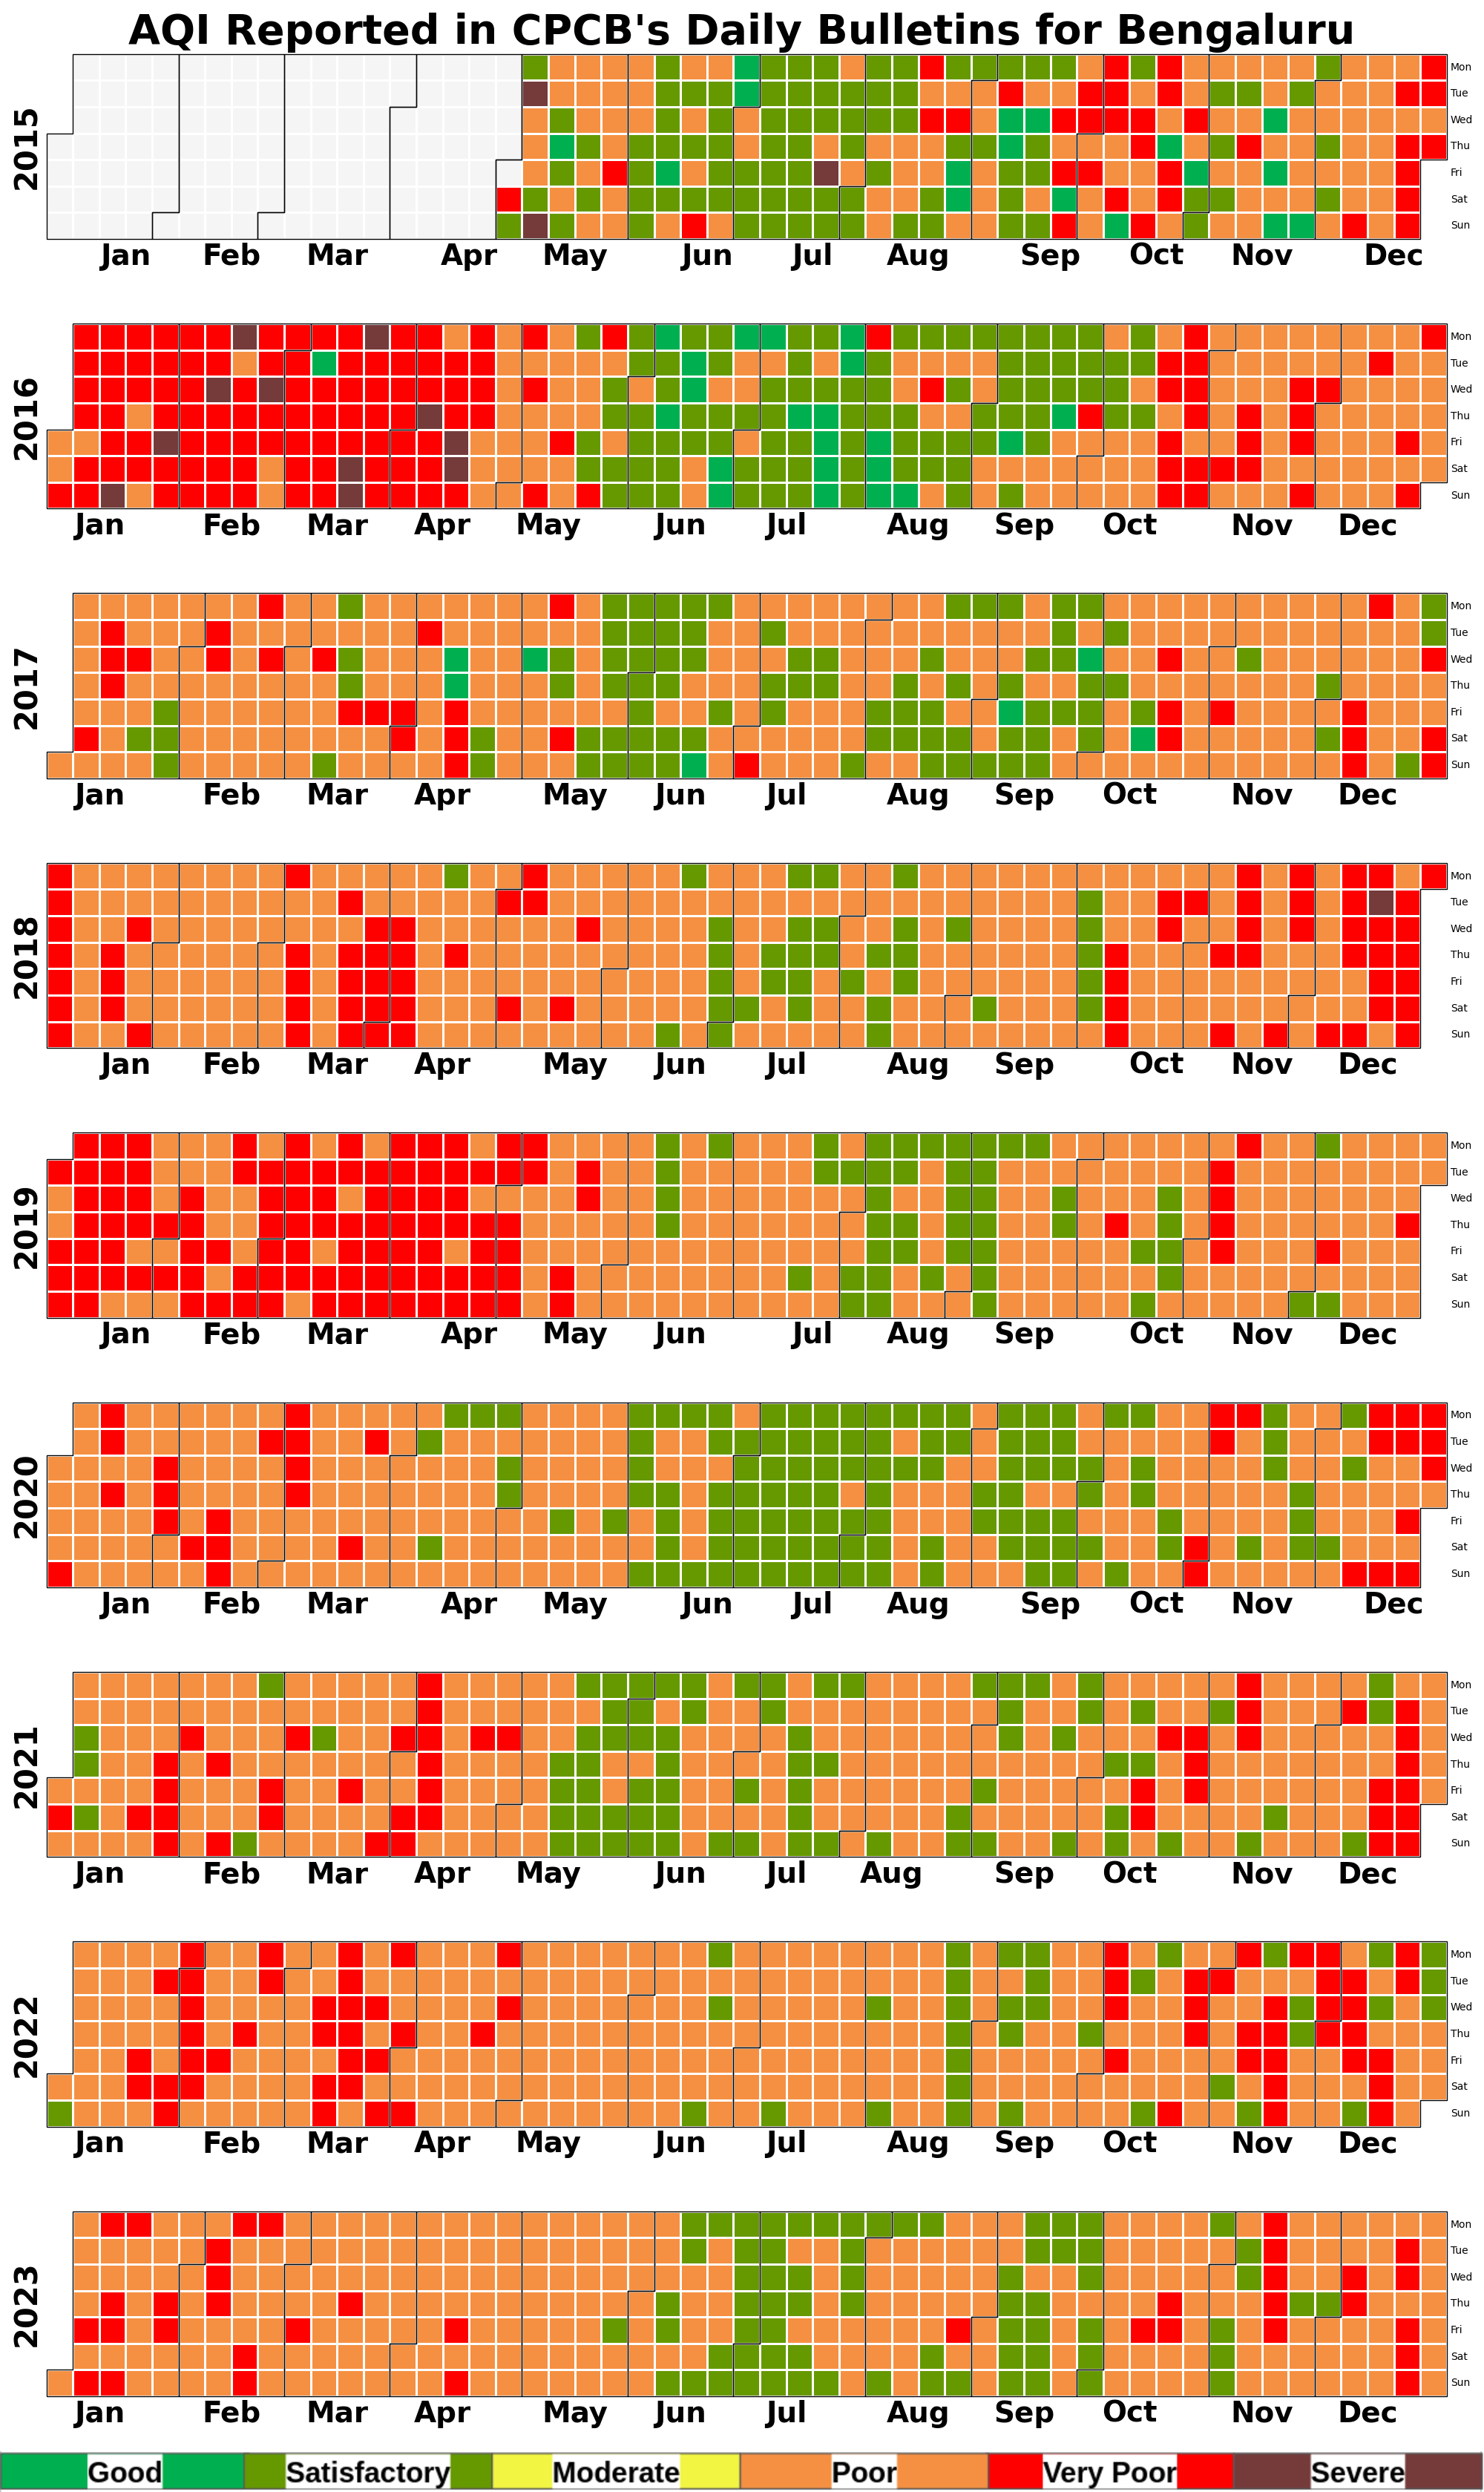 AQI Reported in CPCB's Daily Bulletins for Bengaluru
2015
Mon
Tue
Wed
Thu
Fri
Sat
Sun
Jan Feb Mar Apr May Jun Jul Aug Sep Oct Nov Dec
2016
Mon
Tue
Wed
Thu
Fri
Sat
Sun
Jan Feb Mar Apr May Jun Jul Aug Sep Oct Nov Dec
2017
Mon
Tue
Wed
Thu
Fri
Sat
Sun
Jan Feb Mar Apr May Jun Jul Aug Sep Oct Nov Dec
2018
Mon
Tue
Wed
Thu
Fri
Sat
Sun
Jan Feb Mar Apr May Jun Jul Aug Sep Oct Nov Dec
2019
Mon
Tue
Wed
Thu
Fri
Sat
Sun
Jan Feb Mar Apr May Jun Jul Aug Sep Oct Nov Dec
2020
Mon
Tue
Wed
Thu
Fri
Sat
Sun
Jan Feb Mar Apr May Jun Jul Aug Sep Oct Nov Dec
2021
Mon
Tue
Wed
Thu
Fri
Sat
Sun
Jan Feb Mar Apr May Jun Jul Aug Sep Oct Nov Dec
2022
Mon
Tue
Wed
Thu
Fri
Sat
Sun
Jan Feb Mar Apr May Jun Jul Aug Sep Oct Nov Dec
2023
Mon
Tue
Wed
Thu
Fri
Sat
Sun
Jan Feb Mar Apr May Jun Jul Aug Sep Oct Nov Dec
Good Satisfactory Moderate Poor Very Poor Severe